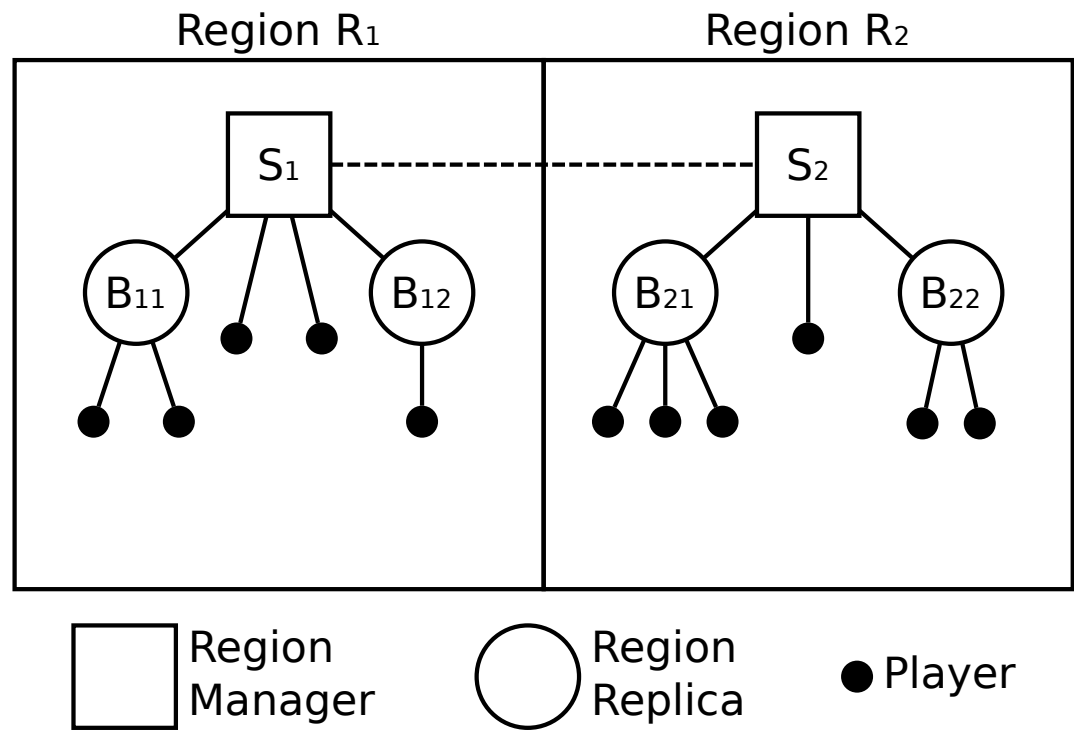 Region R₁
Region R₂
S₁
S₂
B₁₁
B₁₂
B₂₁
B₂₂
Region
Manager
Region
Replica
Player